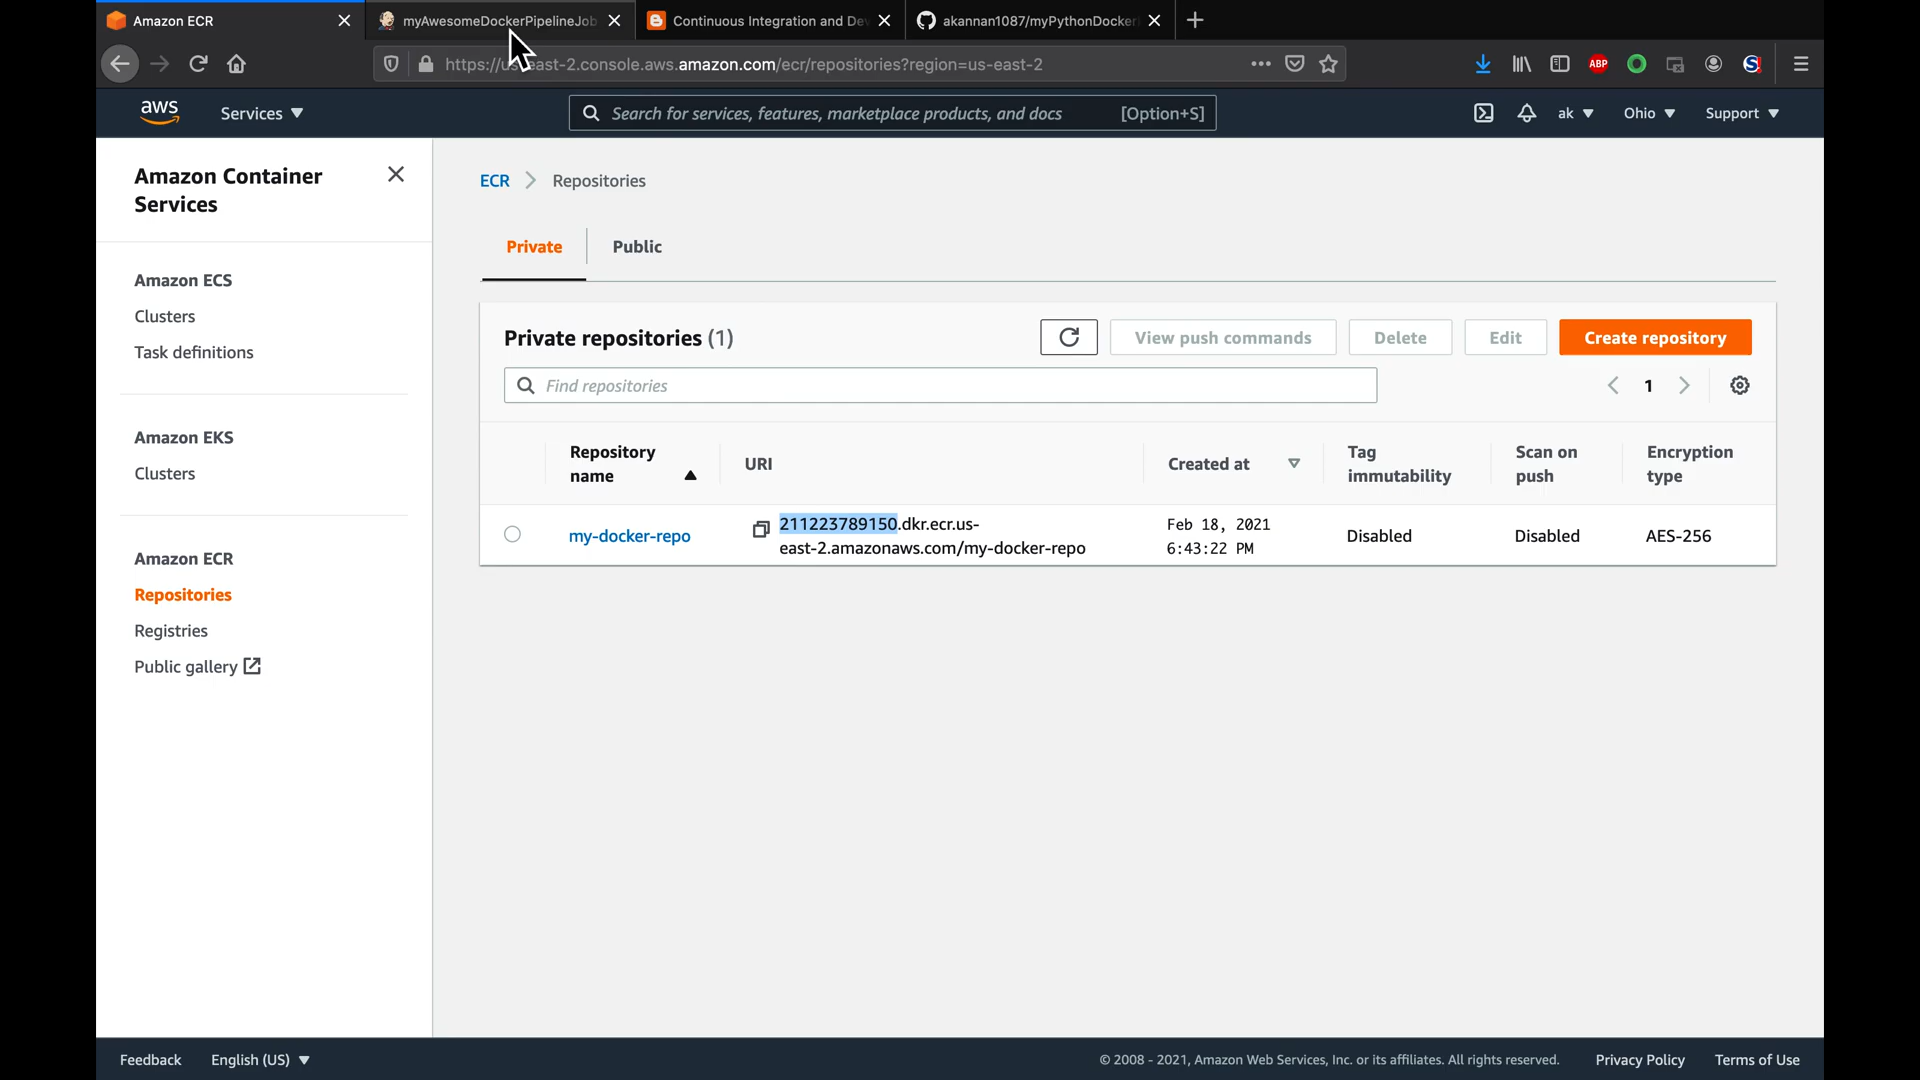 Amazon ECR
myAwesomeDockerPipelineJob
Continuous Integration and Dev
akannan1087/myPythonDocker
https://us-east-2.console.aws.amazon.com/ecr/repositories?region=us-east-2
ABP
aws
Services
Search for services, features, marketplace products, and docs
[Option+S]
ak
Ohio
Support
Amazon Container
Services
Amazon ECS
Clusters
Task definitions
Amazon EKS
Clusters
Amazon ECR
Repositories
Registries
Public gallery
ECR
Repositories
Private
Public
Private repositories (1)
View push commands
Delete
Edit
Create repository
Find repositories
1
Repository
name
URI
Created at
Tag
immutability
Scan on
push
Encryption
type
my-docker-repo
211223789150.dkr.ecr.us-
east-2.amazonaws.com/my-docker-repo
Feb 18, 2021
6:43:22 PM
Disabled
Disabled
AES-256
Feedback
English (US)
© 2008 - 2021, Amazon Web Services, Inc. or its affiliates. All rights reserved.
Privacy Policy
Terms of Use